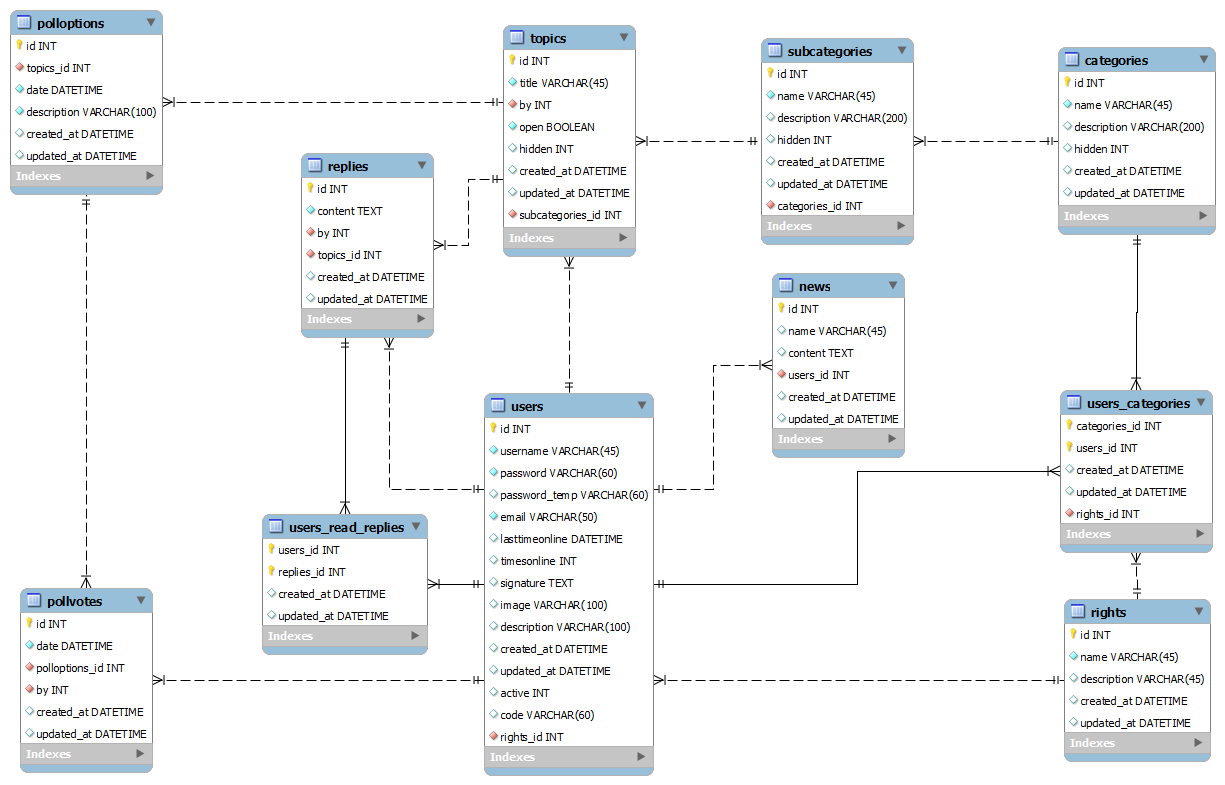 polloptions
id INT
topics_id INT
date DATETIME
description VARCHAR(100)
created_at DATETIME
updated_at DATETIME
Indexes
topics
id INT
title VARCHAR(45)
by INT
open BOOLEAN
hidden INT
created_at DATETIME
updated_at DATETIME
subcategories_id INT
Indexes
subcategories
id INT
name VARCHAR(45)
description VARCHAR(200)
hidden INT
created_at DATETIME
updated_at DATETIME
categories_id INT
Indexes
categories
id INT
name VARCHAR(45)
description VARCHAR(200)
hidden INT
created_at DATETIME
updated_at DATETIME
Indexes
replies
id INT
content TEXT
by INT
topics_id INT
created_at DATETIME
updated_at DATETIME
Indexes
news
id INT
name VARCHAR(45)
content TEXT
users_id INT
created_at DATETIME
updated_at DATETIME
Indexes
users
id INT
username VARCHAR(45)
password VARCHAR(60)
password_temp VARCHAR(60)
email VARCHAR(50)
lasttimeonline DATETIME
timesonline INT
signature TEXT
image VARCHAR(100)
description VARCHAR(100)
created_at DATETIME
updated_at DATETIME
active INT
code VARCHAR(60)
rights_id INT
Indexes
users_categories
categories_id INT
users_id INT
created_at DATETIME
updated_at DATETIME
rights_id INT
Indexes
users_read_replies
users_id INT
replies_id INT
created_at DATETIME
updated_at DATETIME
Indexes
pollvotes
id INT
date DATETIME
polloptions_id INT
by INT
created_at DATETIME
updated_at DATETIME
Indexes
rights
id INT
name VARCHAR(45)
description VARCHAR(45)
created_at DATETIME
updated_at DATETIME
Indexes